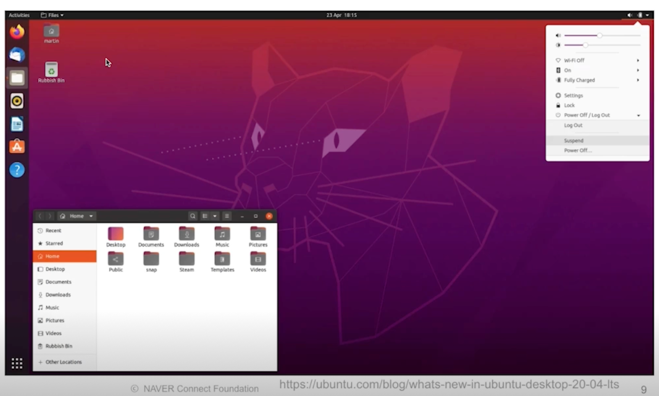 Activities
Files
23 Apr 18:15
martin
Rubbish Bin
Wi-Fi Off
On
Fully Charged
Settings
Lock
Power Off / Log Out
Log Out
Suspend
Power Off...
Home
Recent
Starred
Home
Desktop
Documents
Downloads
Music
Pictures
Videos
Rubbish Bin
+ Other Locations
Desktop Documents Downloads Music Pictures
Public snap Steam Templates Videos
© NAVER Connect Foundation
https://ubuntu.com/blog/whats-new-in-ubuntu-desktop-20-04-lts
9